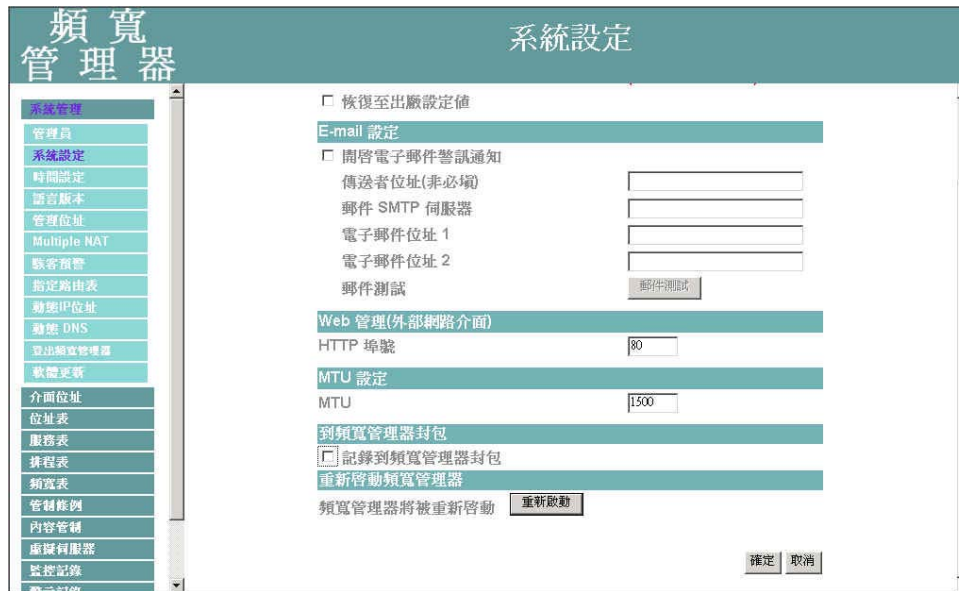 頻寬
管理器
系統設定
系統管理
管理員
系統設定
時間設定
語言版本
管理位址
Multiple NAT
駭客預警
指定路由表
動態IP位址
動態 DNS
登出頻寬管理器
軟體更新
介面位址
位址表
服務表
排程表
頻寬表
管制條例
內容管制
虛擬伺服器
監控記錄
恢復至出廠設定值
E-mail 設定
開啓電子郵件警訊通知
傳送者位址(非必填)
郵件 SMTP 伺服器
電子郵件位址 1
電子郵件位址 2
郵件測試
郵件測試
Web 管理(外部網路介面)
HTTP 埠號
80
MTU 設定
MTU
1500
到頻寬管理器封包
記錄到頻寬管理器封包
重新啓動頻寬管理器
頻寬管理器將被重新啓動
重新啟動
確定
取消